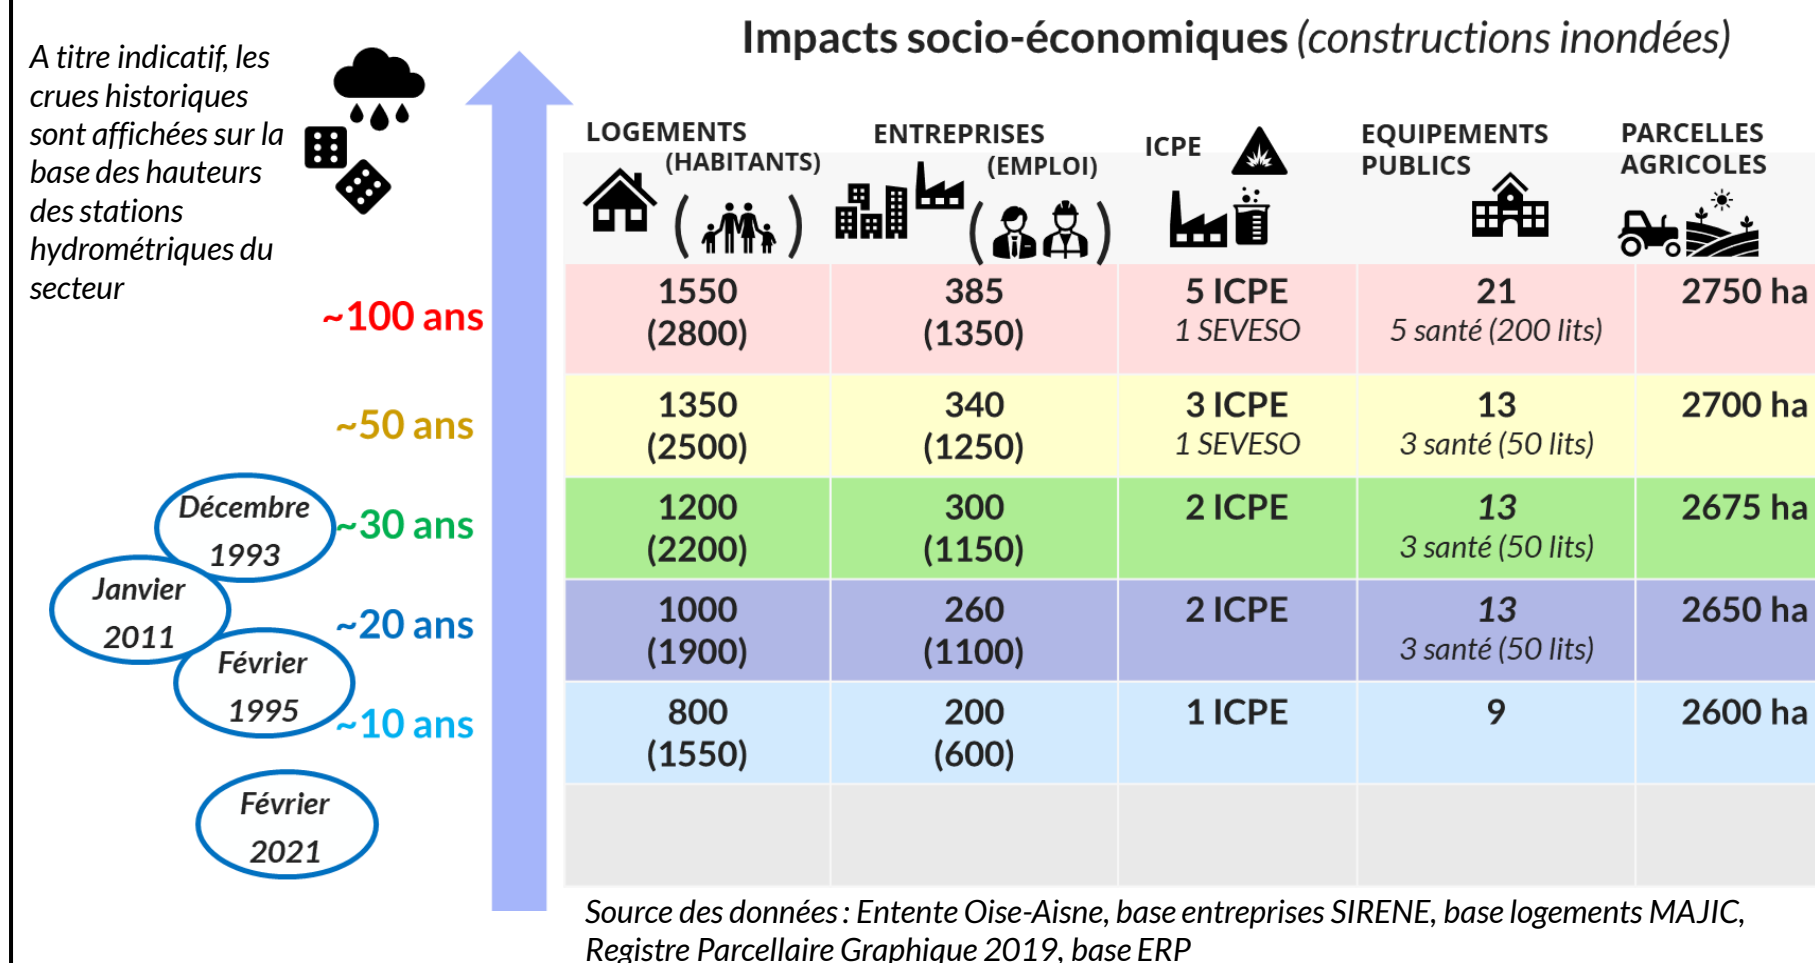 Impacts socio-économiques (constructions inondées)
A titre indicatif, les
crues historiques
sont affichées sur la
base des hauteurs
des stations
hydrométriques du
secteur
LOGEMENTS
(HABITANTS)
ENTREPRISES
(EMPLOI)
ICPE
EQUIPEMENTS
PUBLICS
PARCELLES
AGRICOLES
~100 ans
1550
(2800)
385
(1350)
5 ICPE
1 SEVESO
21
5 santé (200 lits)
2750 ha
~50 ans
1350
(2500)
340
(1250)
3 ICPE
1 SEVESO
13
3 santé (50 lits)
2700 ha
Décembre
1993
~30 ans
1200
(2200)
300
(1150)
2 ICPE
13
3 santé (50 lits)
2675 ha
Janvier
2011
~20 ans
1000
(1900)
260
(1100)
2 ICPE
13
3 santé (50 lits)
2650 ha
Février
1995
~10 ans
800
(1550)
200
(600)
1 ICPE
9
2600 ha
Février
2021
Source des données : Entente Oise-Aisne, base entreprises SIRENE, base logements MAJIC,
Registre Parcellaire Graphique 2019, base ERP